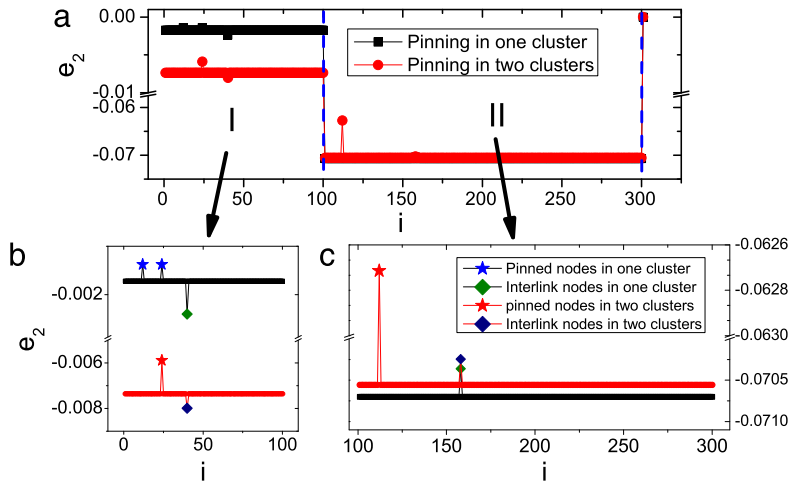 a
0.00
-0.01
-0.06
-0.07
e2
Pinning in one cluster
Pinning in two clusters
I
II
0
50
100
150
200
250
300
i
b
-0.002
-0.006
-0.008
e2
0
50
100
i
c
Pinned nodes in one cluster
Interlink nodes in one cluster
pinned nodes in two clusters
Interlink nodes in two clusters
-0.0626
-0.0628
-0.0630
-0.0705
-0.0710
100
150
200
250
300
i